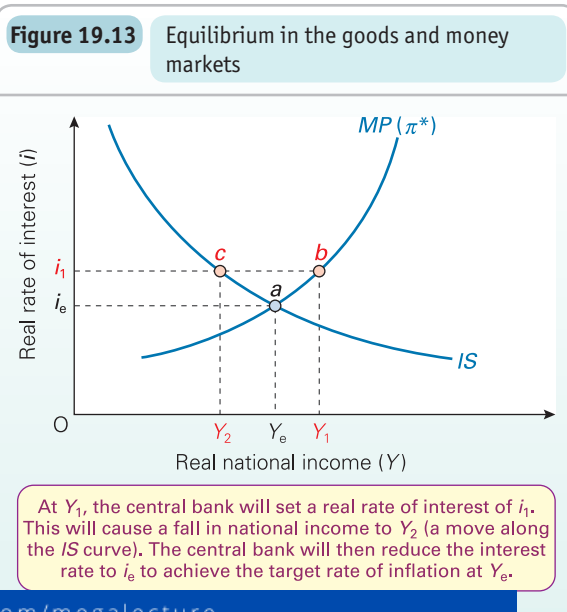 Figure 19.13
Equilibrium in the goods and money
markets
MP (π*)
Real rate of interest (i)
c
b
i₁
a
iₑ
IS
O
Y₂
Yₑ
Y₁
Real national income (Y)
At Y₁, the central bank will set a real rate of interest of i₁.
This will cause a fall in national income to Y₂ (a move along
the IS curve). The central bank will then reduce the interest
rate to iₑ to achieve the target rate of inflation at Yₑ.